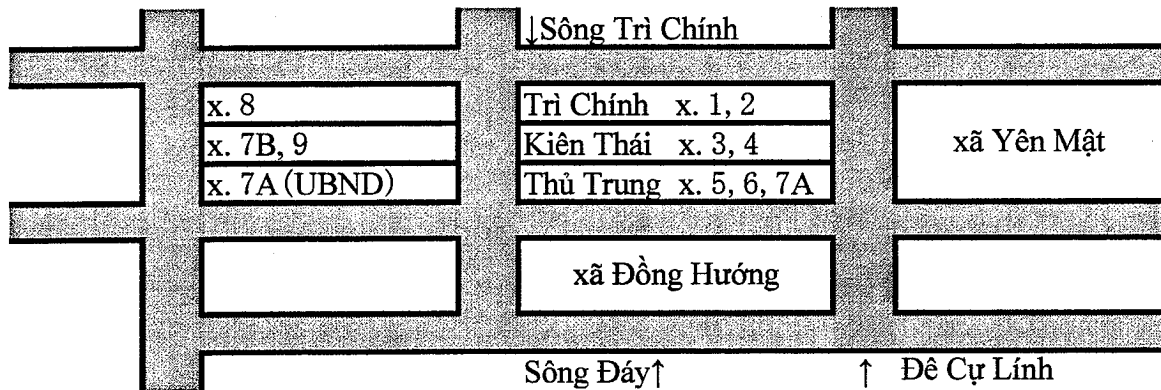 ↓Sông Trì Chính
x. 8
Trì Chính x. 1, 2
x. 7B, 9
Kiên Thái x. 3, 4
xã Yên Mật
x. 7A (UBND)
Thủ Trung x. 5, 6, 7A
xã Đồng Hướng
Sông Đáy↑
↑ Đê Cự Lính